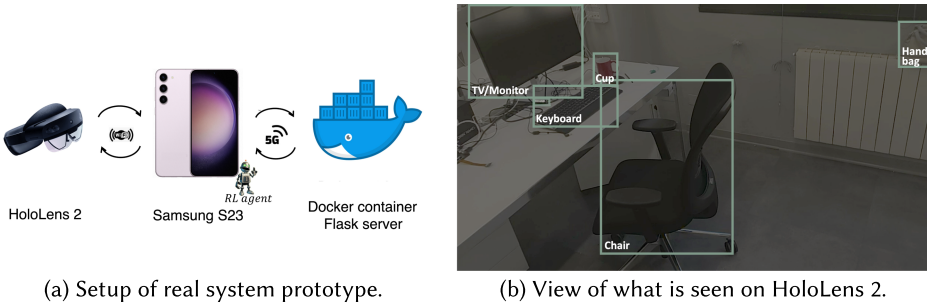 5G
RL agent
HoloLens 2
Samsung S23
Docker container
Flask server
(a) Setup of real system prototype.
TV/Monitor
Cup
Hand
bag
Keyboard
Chair
(b) View of what is seen on HoloLens 2.